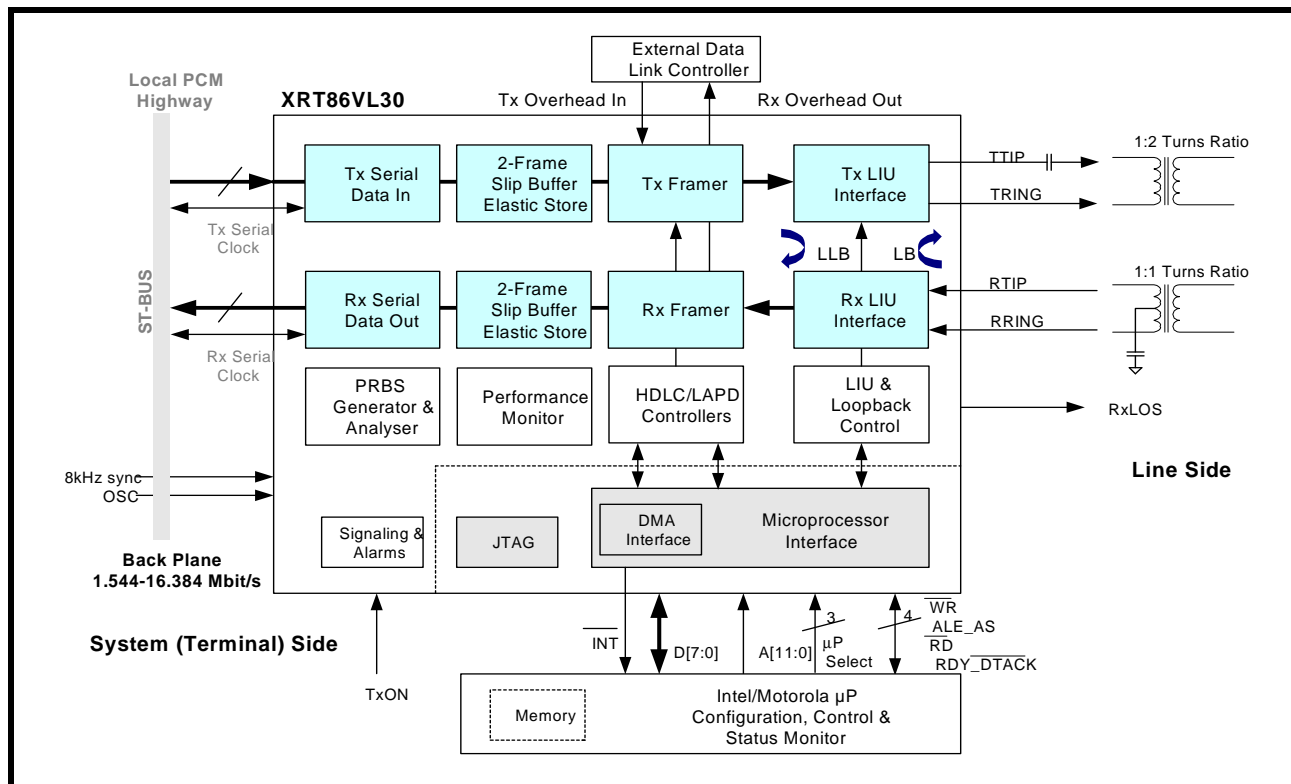 External Data
Link Controller
Local PCM
Highway
XRT86VL30
Tx Overhead In
Rx Overhead Out
1:2 Turns Ratio
TTIP
Tx Serial
Data In
2-Frame
Slip Buffer
Elastic Store
Tx Framer
Tx LIU
Interface
TRING
Tx Serial
Clock
LLB
LB
1:1 Turns Ratio
ST-BUS
RTIP
Rx Serial
Data Out
2-Frame
Slip Buffer
Elastic Store
Rx Framer
Rx LIU
Interface
RRING
Rx Serial
Clock
PRBS
Generator &
Analyser
Performance
Monitor
HDLC/LAPD
Controllers
LIU &
Loopback
Control
RxLOS
8kHz sync
OSC
Line Side
Signaling &
Alarms
JTAG
DMA
Interface
Microprocessor
Interface
Back Plane
1.544-16.384 Mbit/s
System (Terminal) Side
TxON
INT
D[7:0]
A[11:0]
3
µP
Select
4
WR
ALE_AS
RD
RDY_DTACK
Memory
Intel/Motorola µP
Configuration, Control &
Status Monitor